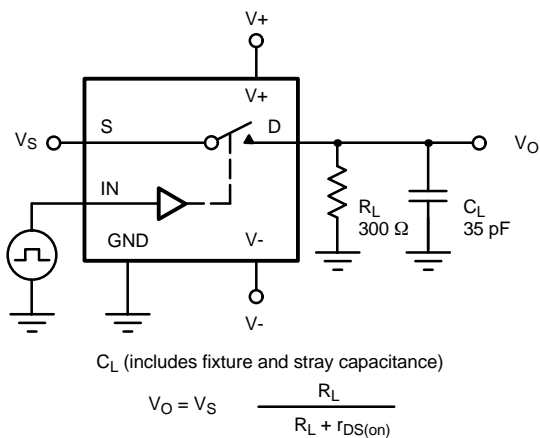 V+
V+
S
D
VS
VO
IN
RL
300 Ω
CL
35 pF
GND
V-
V-
CL (includes fixture and stray capacitance)
VO = VS RL
RL + rDS(on)